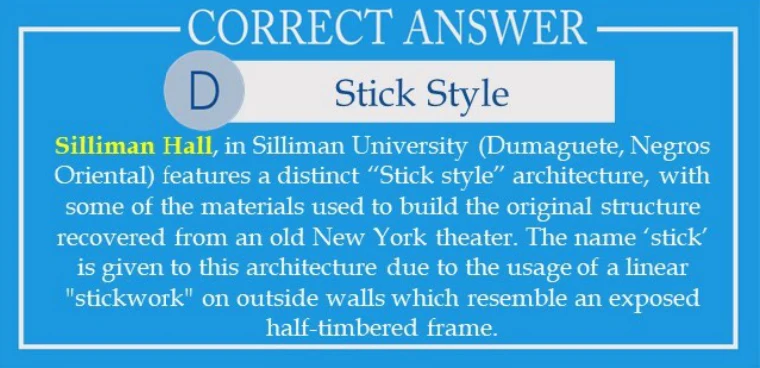 CORRECT ANSWER
D
Stick Style
Silliman Hall, in Silliman University (Dumaguete, Negros
Oriental) features a distinct “Stick style” architecture, with
some of the materials used to build the original structure
recovered from an old New York theater. The name ‘stick’
is given to this architecture due to the usage of a linear
"stickwork" on outside walls which resemble an exposed
half-timbered frame.